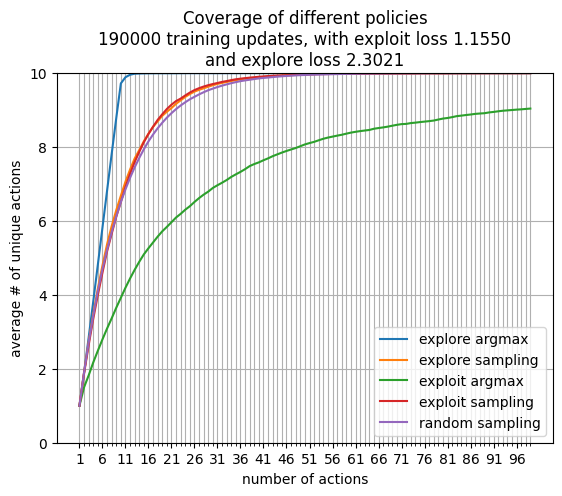 Coverage of different policies
190000 training updates, with exploit loss 1.1550
and explore loss 2.3021
10
8
6
4
2
0
average # of unique actions
explore argmax
explore sampling
exploit argmax
exploit sampling
random sampling
1 6 11 16 21 26 31 36 41 46 51 56 61 66 71 76 81 86 91 96
number of actions